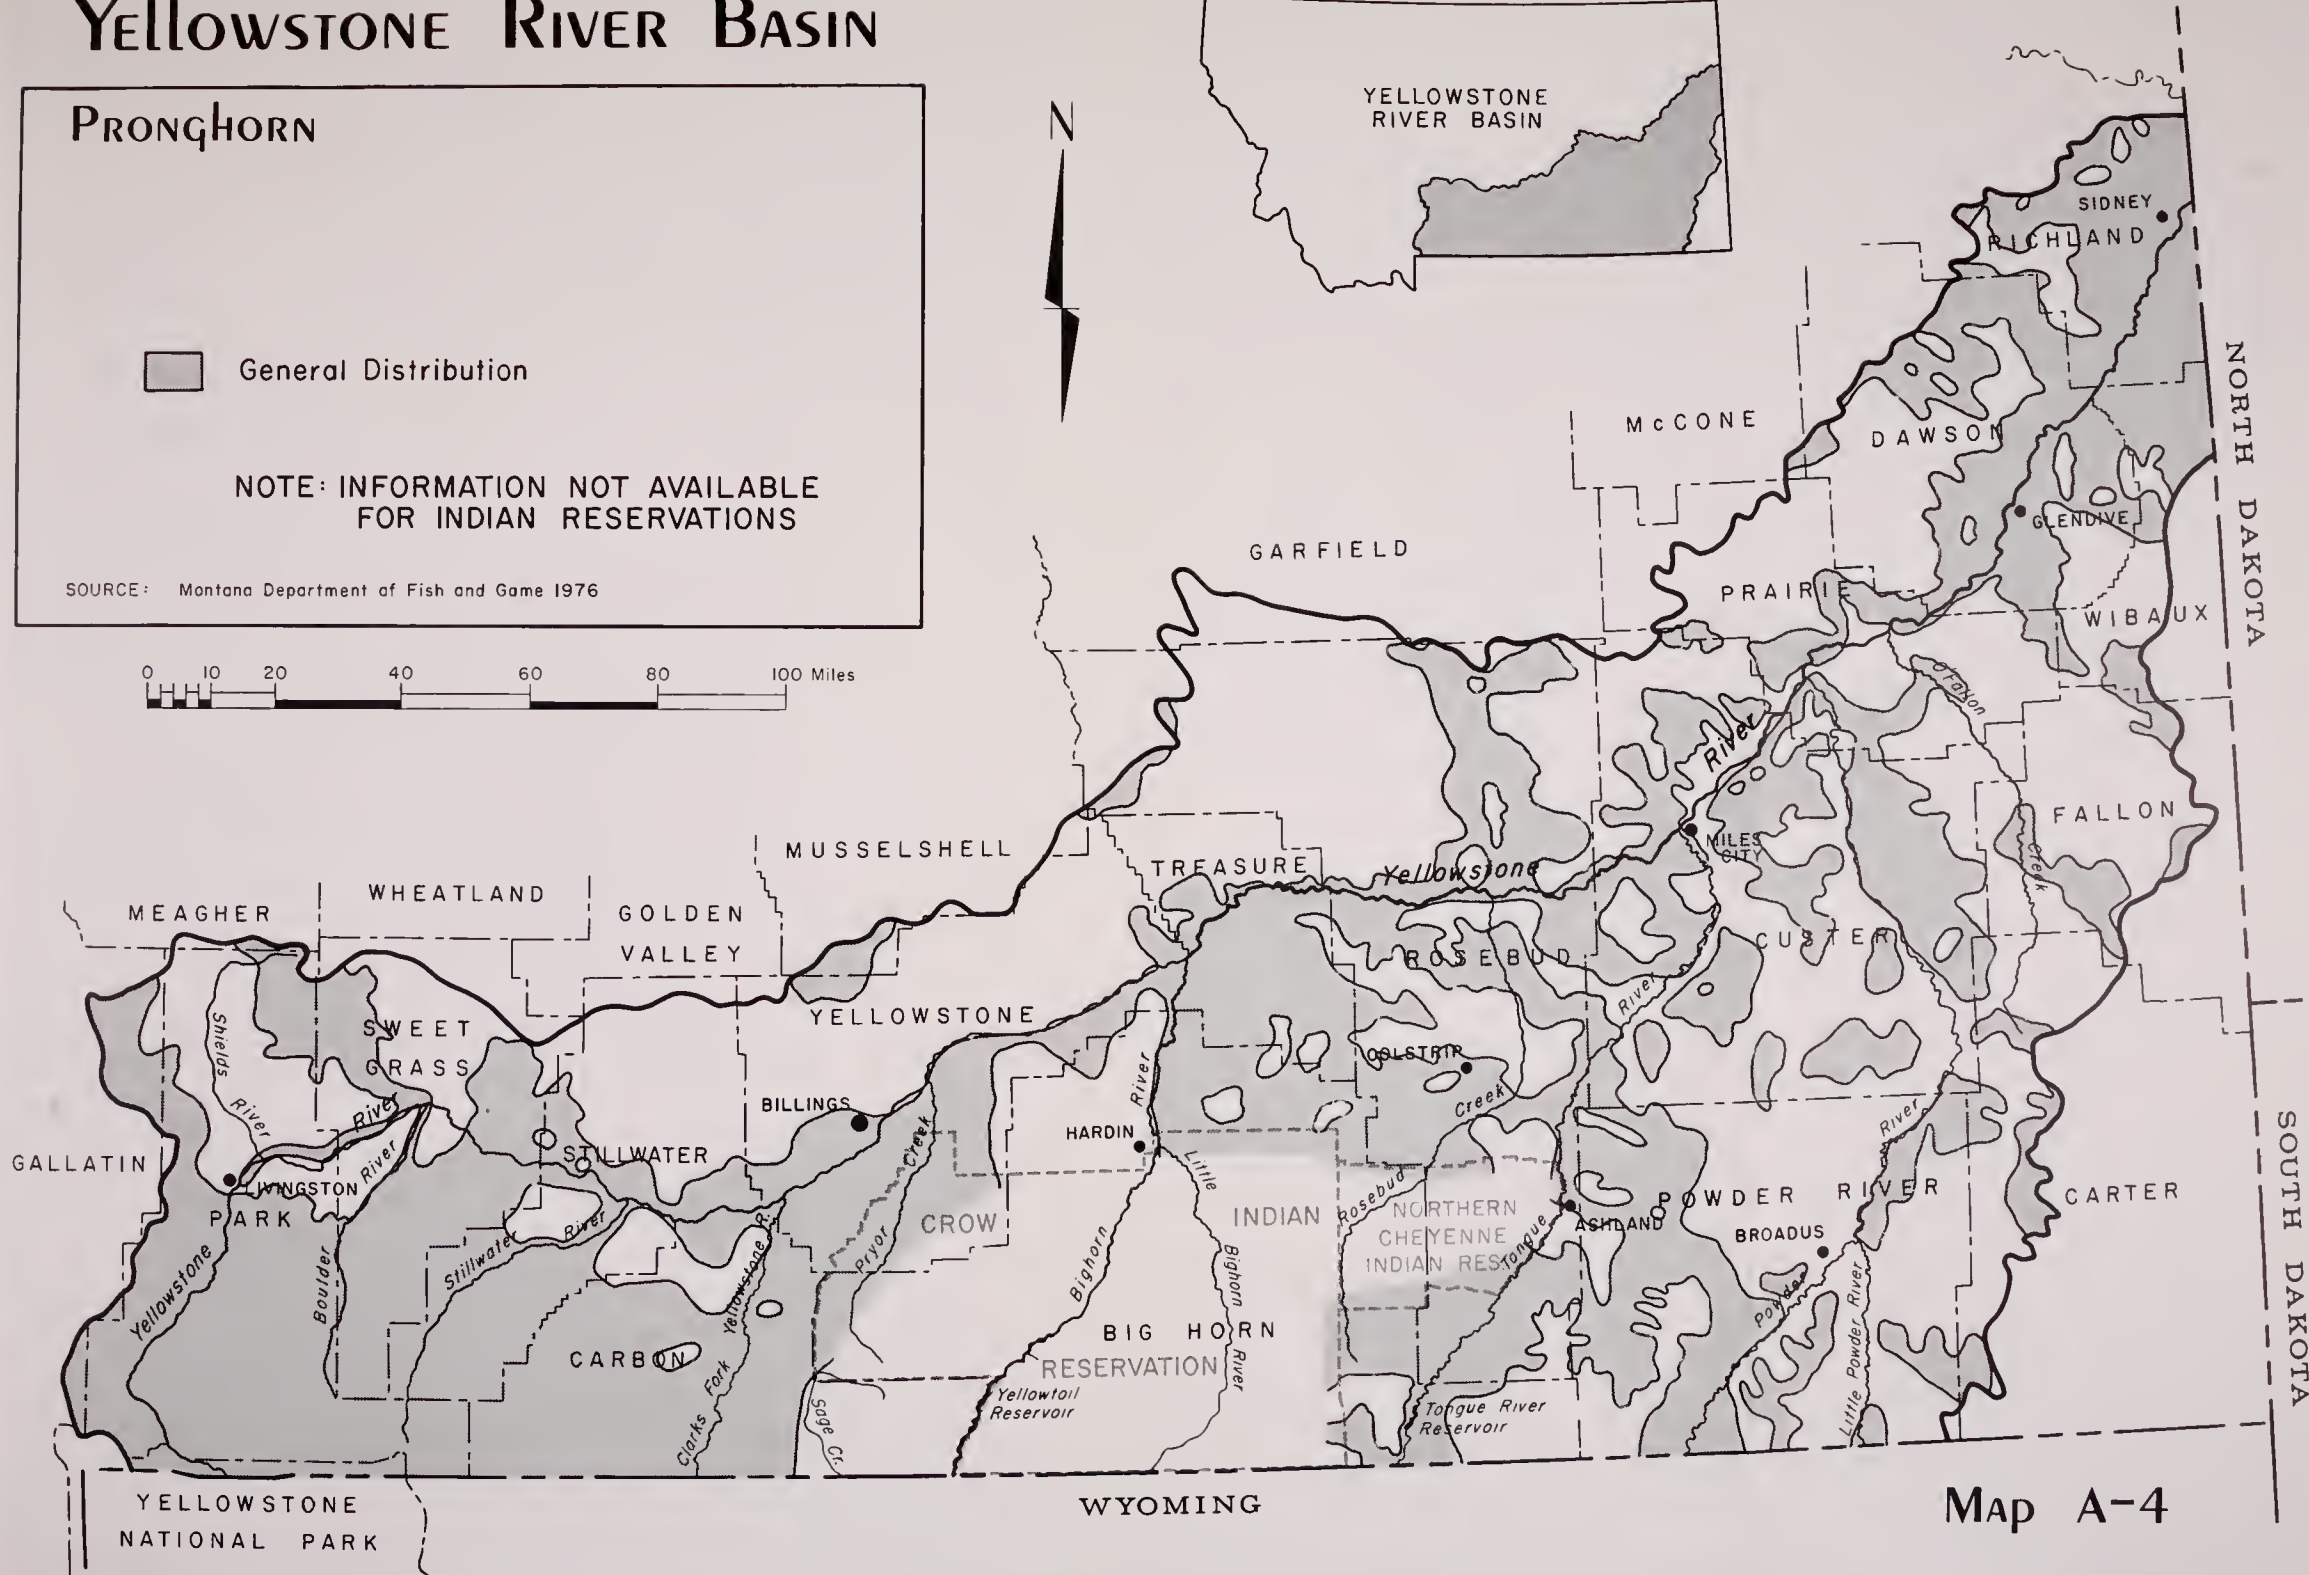 YELLOWSTONE RIVER BASIN
PRONGHORN
General Distribution
NOTE: INFORMATION NOT AVAILABLE
FOR INDIAN RESERVATIONS
SOURCE: Montana Department of Fish and Game 1976
0 10 20 40 60 80 100 Miles
N
YELLOWSTONE
RIVER BASIN
SIDNEY
RICHLAND
NORTH DAKOTA
McCONE
DAWSON
GLENDIVE
GARFIELD
PRAIRIE
WIBAUX
O'Fallon
Creek
River
FALLON
MILES
CITY
MUSSELSHELL
TREASURE
Yellowstone
WHEATLAND
MEAGHER
GOLDEN
VALLEY
CUSTER
ROSEBUD
River
YELLOWSTONE
SWEET
GRASS
Shields
River
River
River
COLSTRIP
Creek
BILLINGS
River
HARDIN
River
STILLWATER
GALLATIN
LIVINGSTON
PARK
Creek
Little
Rosebud
POWDER RIVER
CARTER
SOUTH DAKOTA
CROW
INDIAN
NORTHERN
CHEYENNE
INDIAN RES.
Tongue
ASHLAND
BROADUS
Yellowstone
Boulder
Stillwater
River
Yellowstone R.
Pryor
Bighorn
Bighorn
River
Powder
Little Powder River
BIG HORN
RESERVATION
CARBON
Clarks Fork
Sage Cr.
Yellowtail
Reservoir
Tongue River
Reservoir
YELLOWSTONE
NATIONAL PARK
WYOMING
MAP A-4